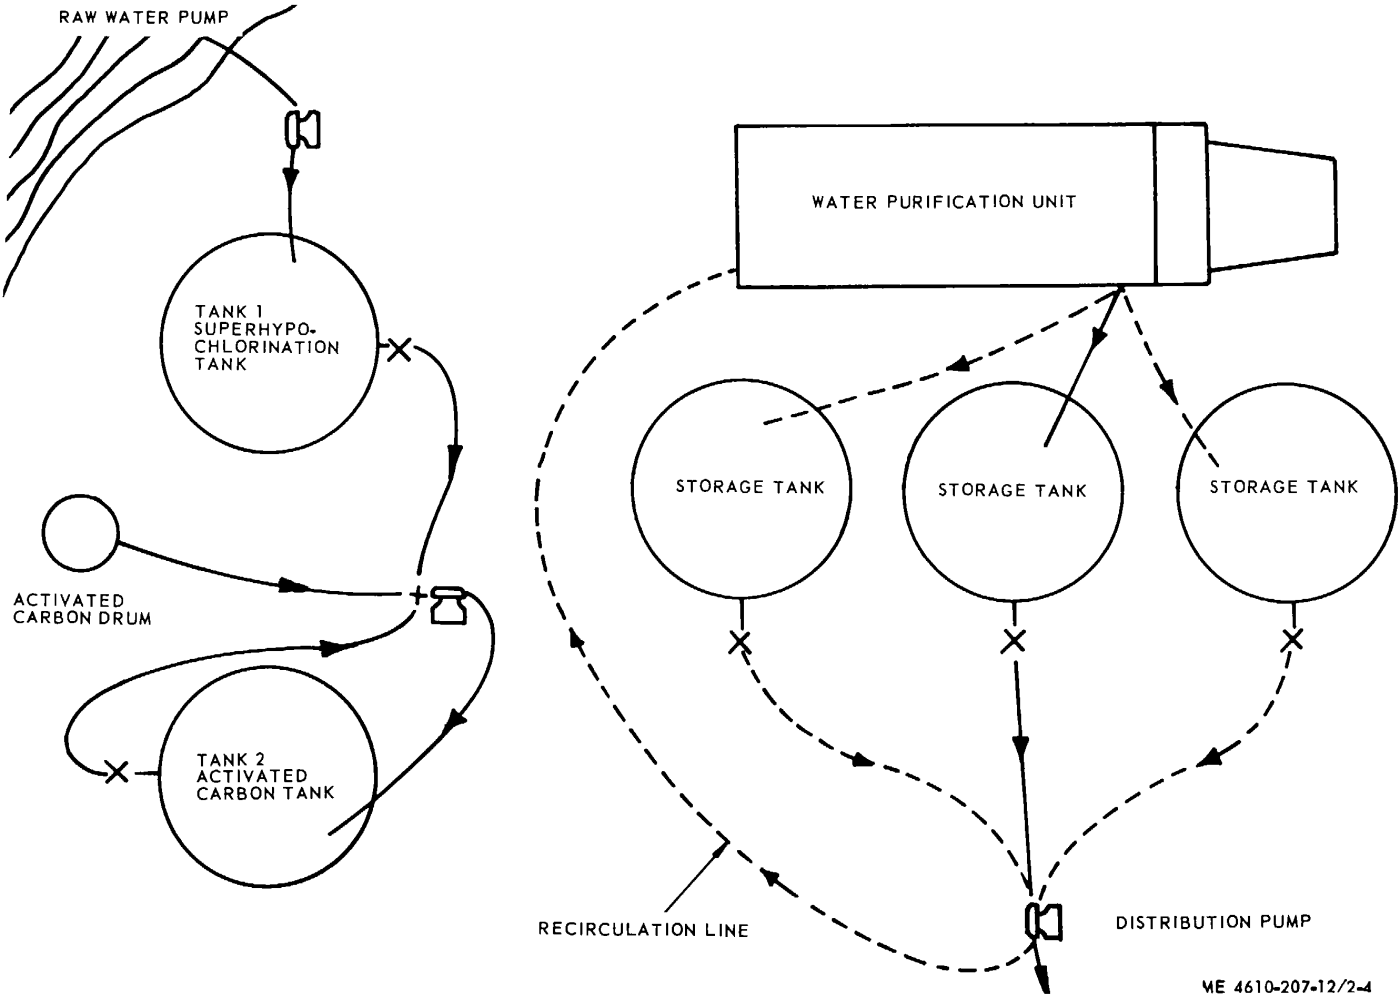 RAW WATER PUMP
WATER PURIFICATION UNIT
TANK 1
SUPERHYPO-
CHLORINATION
TANK
STORAGE TANK
STORAGE TANK
STORAGE TANK
ACTIVATED
CARBON DRUM
TANK 2
ACTIVATED
CARBON TANK
RECIRCULATION LINE
DISTRIBUTION PUMP
ME 4610-207-12/2-4